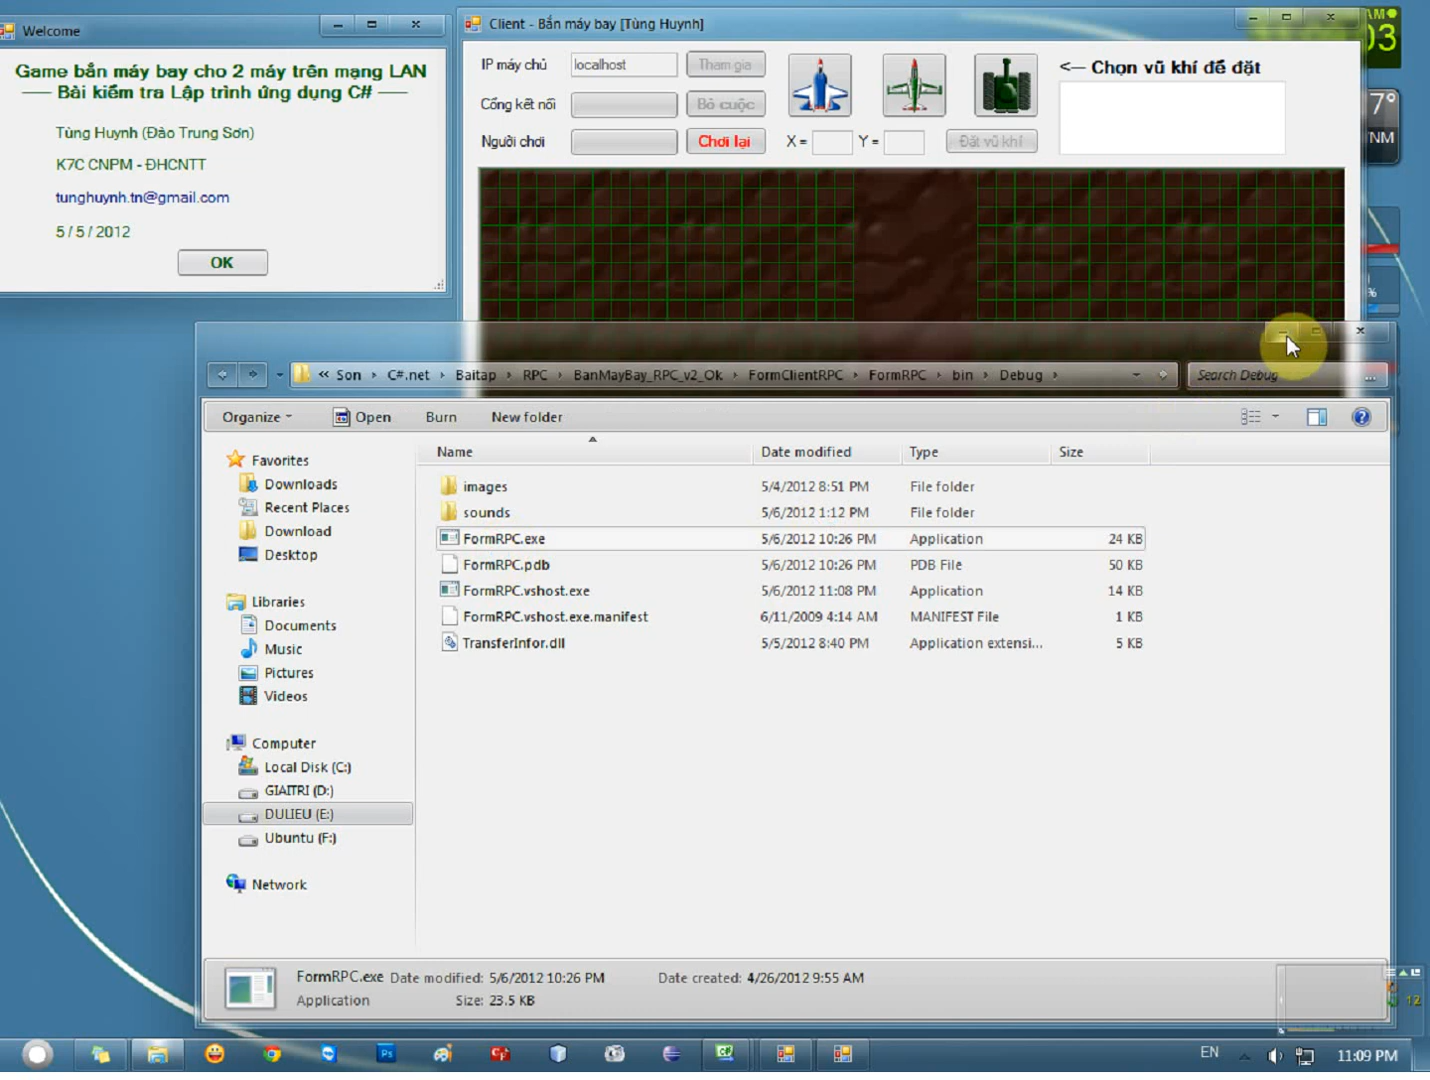 Welcome
Game bắn máy bay cho 2 máy trên mạng LAN
Bài kiểm tra Lập trình ứng dụng C#
Tùng Huynh (Đào Trung Sơn)
K7C CNPM - ĐHCNTT
tunghuynh.tn@gmail.com
5 / 5 / 2012
OK
Client - Bắn máy bay [Tùng Huynh]
IP máy chủ localhost Tham gia
Cổng kết nối Bỏ cuộc
Người chơi Chơi lại X = Y = Đặt vũ khí
<— Chọn vũ khí để đặt
AM
03
7°
/NM
%
« Son C#.net Baitap RPC BanMayBay_RPC_v2_Ok FormClientRPC FormRPC bin Debug Search Debug
Organize Open Burn New folder
Name Date modified Type Size
images 5/4/2012 8:51 PM File folder
sounds 5/6/2012 1:12 PM File folder
FormRPC.exe 5/6/2012 10:26 PM Application 24 KB
FormRPC.pdb 5/6/2012 10:26 PM PDB File 50 KB
FormRPC.vshost.exe 5/6/2012 11:08 PM Application 14 KB
FormRPC.vshost.exe.manifest 6/11/2009 4:14 AM MANIFEST File 1 KB
TransferInfor.dll 5/5/2012 8:40 PM Application extensi... 5 KB
Favorites
Downloads
Recent Places
Download
Desktop
Libraries
Documents
Music
Pictures
Videos
Computer
Local Disk (C:)
GIAITRI (D:)
DULIEU (E:)
Ubuntu (F:)
Network
FormRPC.exe Date modified: 5/6/2012 10:26 PM Date created: 4/26/2012 9:55 AM
Application Size: 23.5 KB
12
Ps
C#
EN
11:09 PM